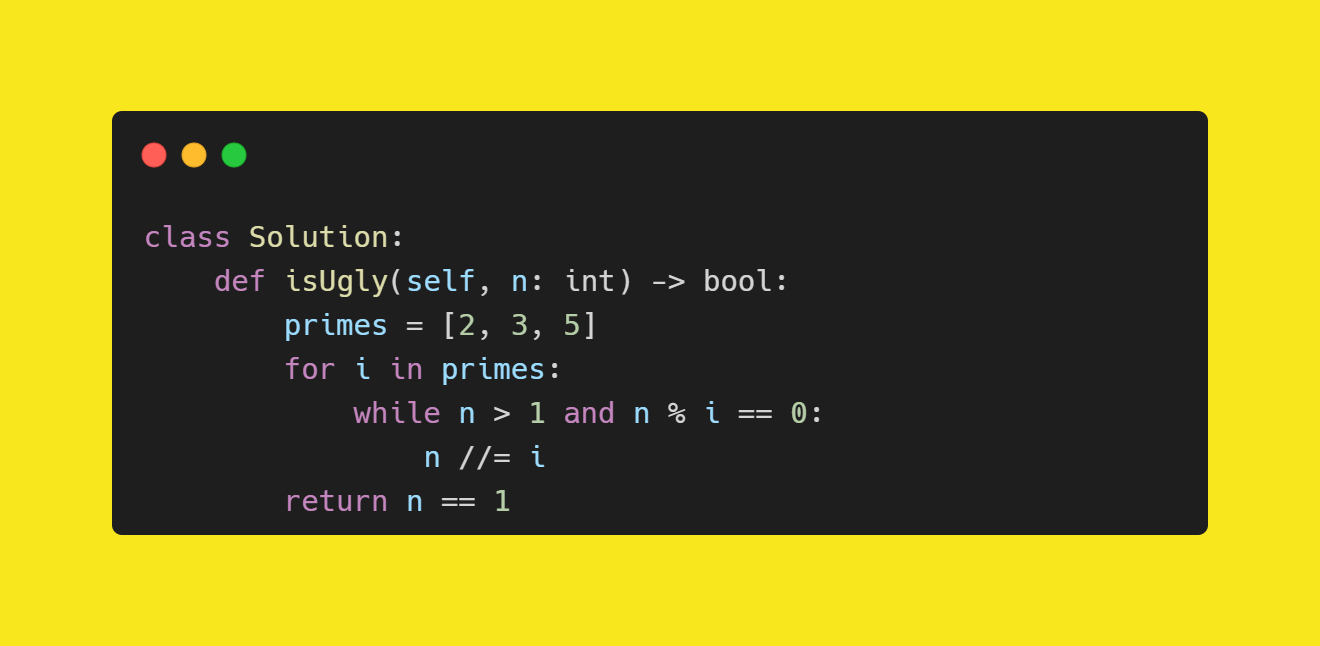 class Solution:
    def isUgly(self, n: int) -> bool:
        primes = [2, 3, 5]
        for i in primes:
            while n > 1 and n % i == 0:
                n //= i
        return n == 1